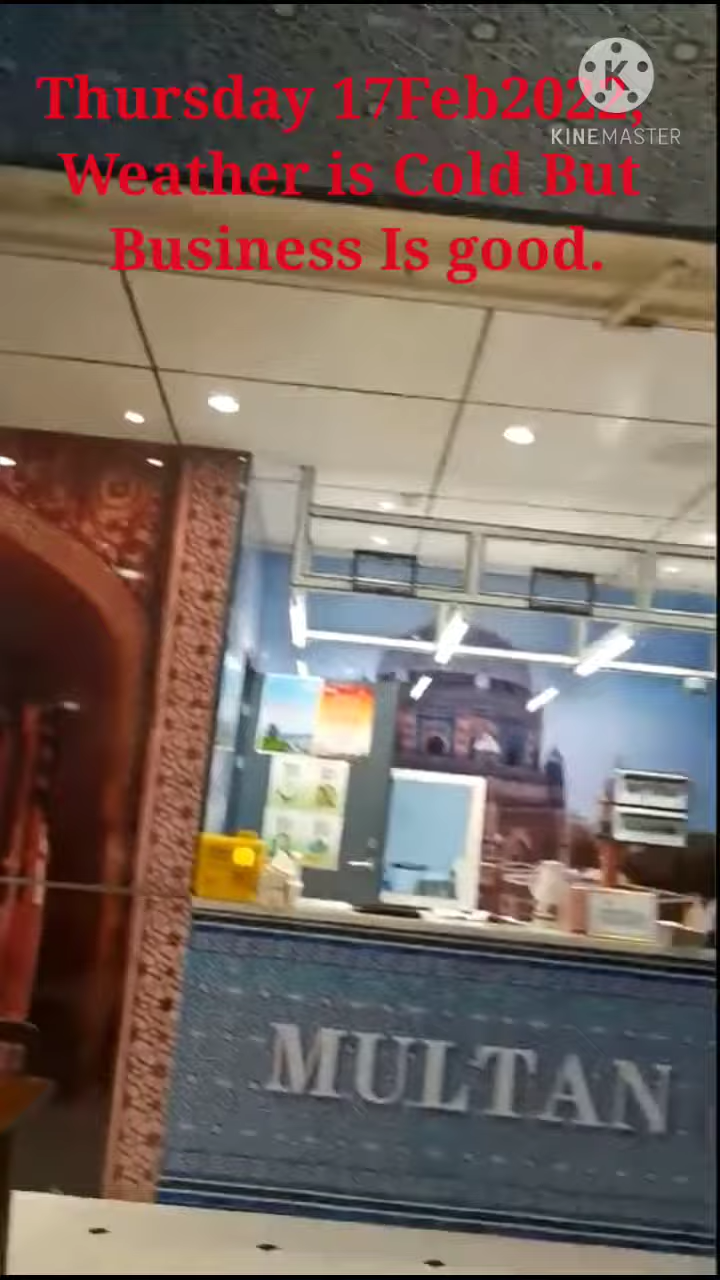 Thursday 17Feb2022,
Weather is Cold But
Business Is good.
K
KINEMASTER
MULTAN